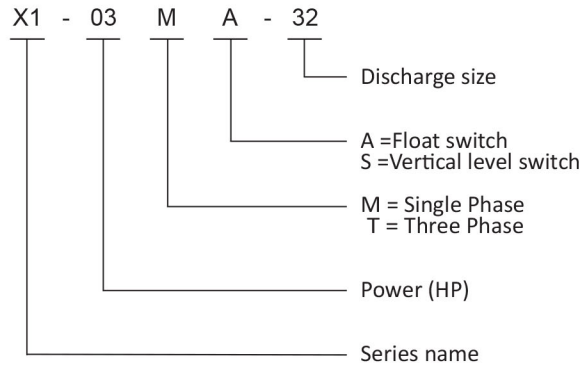 X1 - 03 M A - 32
Discharge size
A =Float switch
S =Vertical level switch
M = Single Phase
T = Three Phase
Power (HP)
Series name